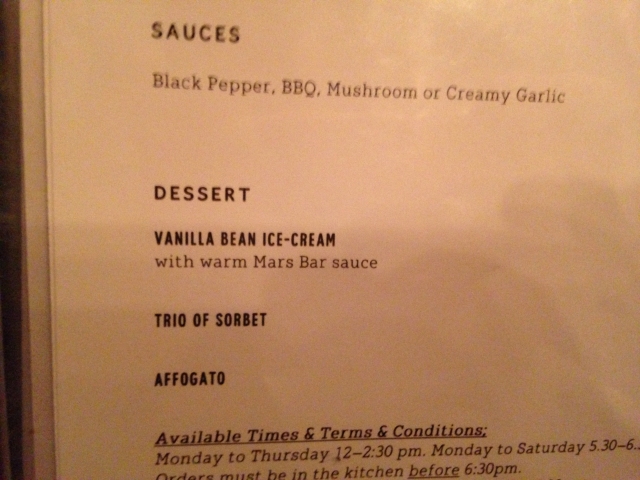 SAUCES
Black Pepper, BBQ, Mushroom or Creamy Garlic
DESSERT
VANILLA BEAN ICE-CREAM
with warm Mars Bar sauce
TRIO OF SORBET
AFFOGATO
Available Times & Terms & Conditions;
Monday to Thursday 12–2:30 pm. Monday to Saturday 5.30–6.
Orders must be in the kitchen before 6:30pm.